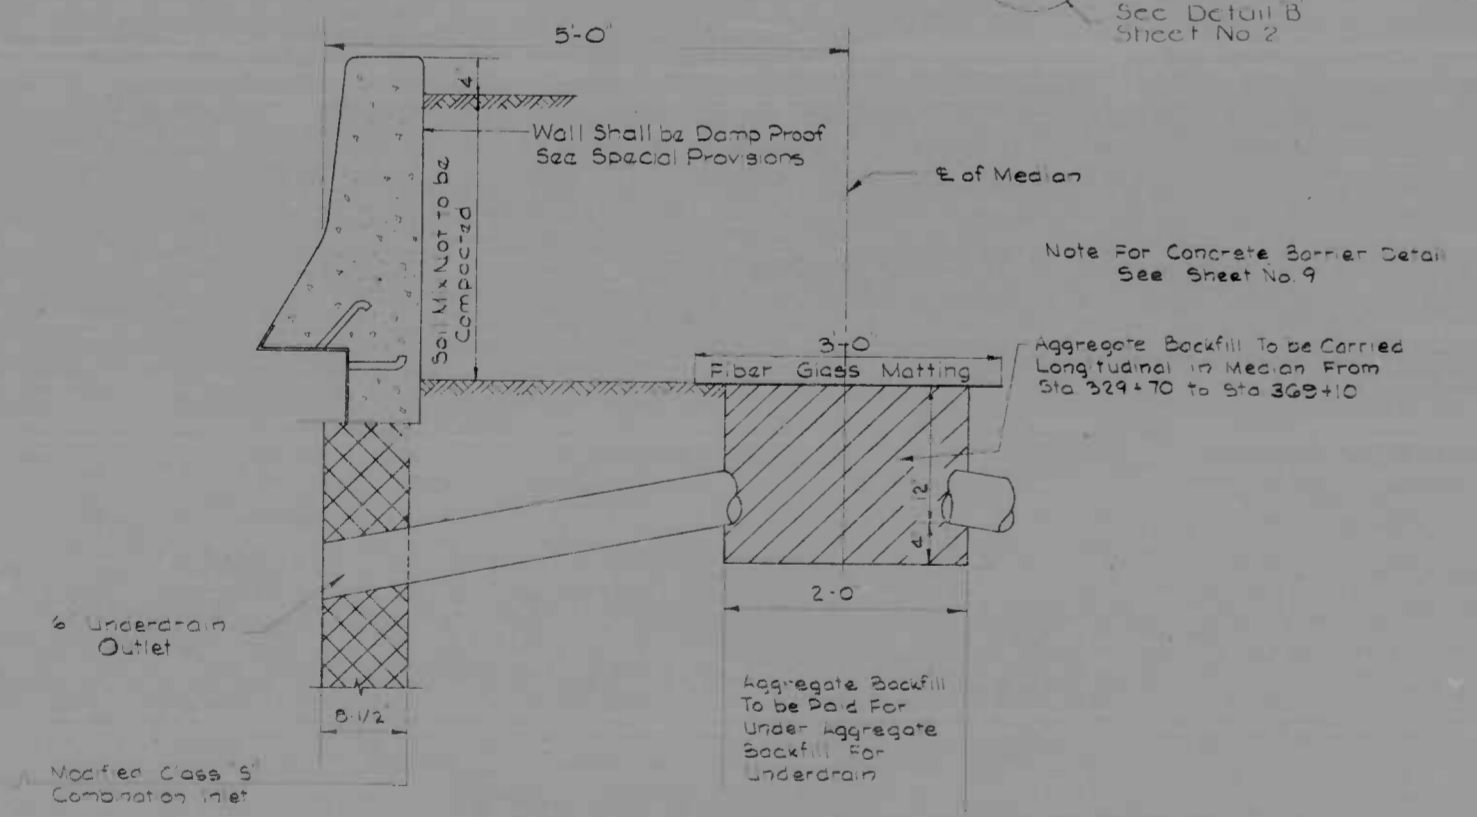 See Detail B
Sheet No 2
5'-0"
4"
Wall Shall be Damp Proof
See Special Provisions
℄ of Median
Soil Mix Not to be
Compacted
Note For Concrete Barrier Detail
See Sheet No. 9
3'-0"
Fiber Glass Matting
Aggregate Backfill To be Carried
Longitudinal in Median From
Sta 329+70 to Sta 369+10
12"
4"
2'-0"
6" Underdrain
Outlet
8-1/2"
Aggregate Backfill
To be Paid For
Under Aggregate
Backfill For
Underdrain
Modified Class "S"
Combination Inlet